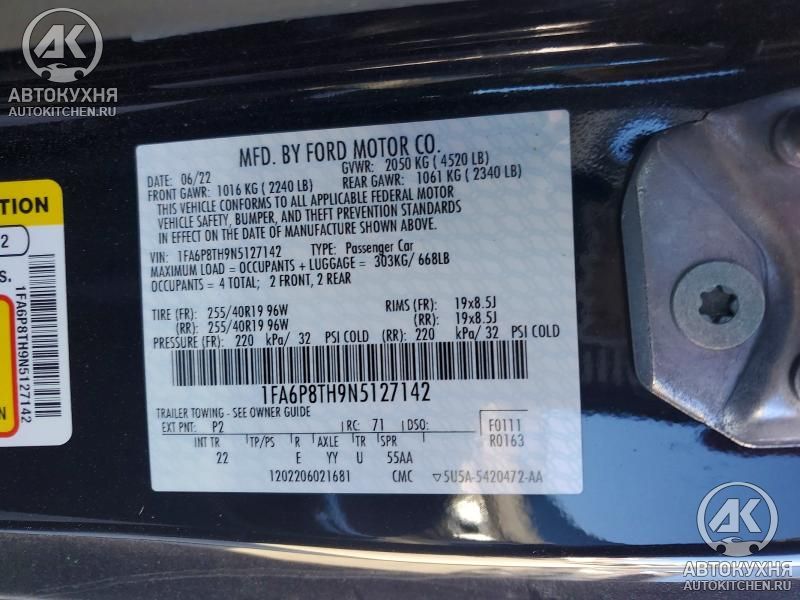 АК
АВТОКУХНЯ
AUTOKITCHEN.RU
MFD. BY FORD MOTOR CO.
DATE: 06/22 GVWR: 2050 KG ( 4520 LB)
FRONT GAWR: 1016 KG ( 2240 LB) REAR GAWR: 1061 KG ( 2340 LB)
THIS VEHICLE CONFORMS TO ALL APPLICABLE FEDERAL MOTOR
VEHICLE SAFETY, BUMPER, AND THEFT PREVENTION STANDARDS
IN EFFECT ON THE DATE OF MANUFACTURE SHOWN ABOVE.
VIN: 1FA6P8TH9N5127142 TYPE: Passenger Car
MAXIMUM LOAD = OCCUPANTS + LUGGAGE = 303KG/ 668LB
OCCUPANTS = 4 TOTAL; 2 FRONT, 2 REAR
TIRE (FR): 255/40R19 96W RIMS (FR): 19x8.5J
(RR): 255/40R19 96W (RR): 19x8.5J
PRESSURE (FR): 220 kPa/ 32 PSI COLD (RR): 220 kPa/ 32 PSI COLD
1FA6P8TH9N5127142
TRAILER TOWING - SEE OWNER GUIDE
EXT PNT: P2 RC: 71 DSO: F0111
INT TR TP/PS R AXLE TR SPR R0163
22 E YY U 55AA
1202206021681 CMC ▽5U5A-5420472-AA
TION
2
S.
1FA6P8TH9N5127142
N
АК
АВТОКУХНЯ
AUTOKITCHEN.RU